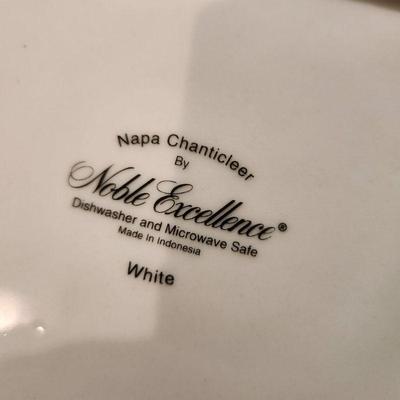 Napa Chanticleer
By
Noble Excellence®
Dishwasher and Microwave Safe
Made in Indonesia
White